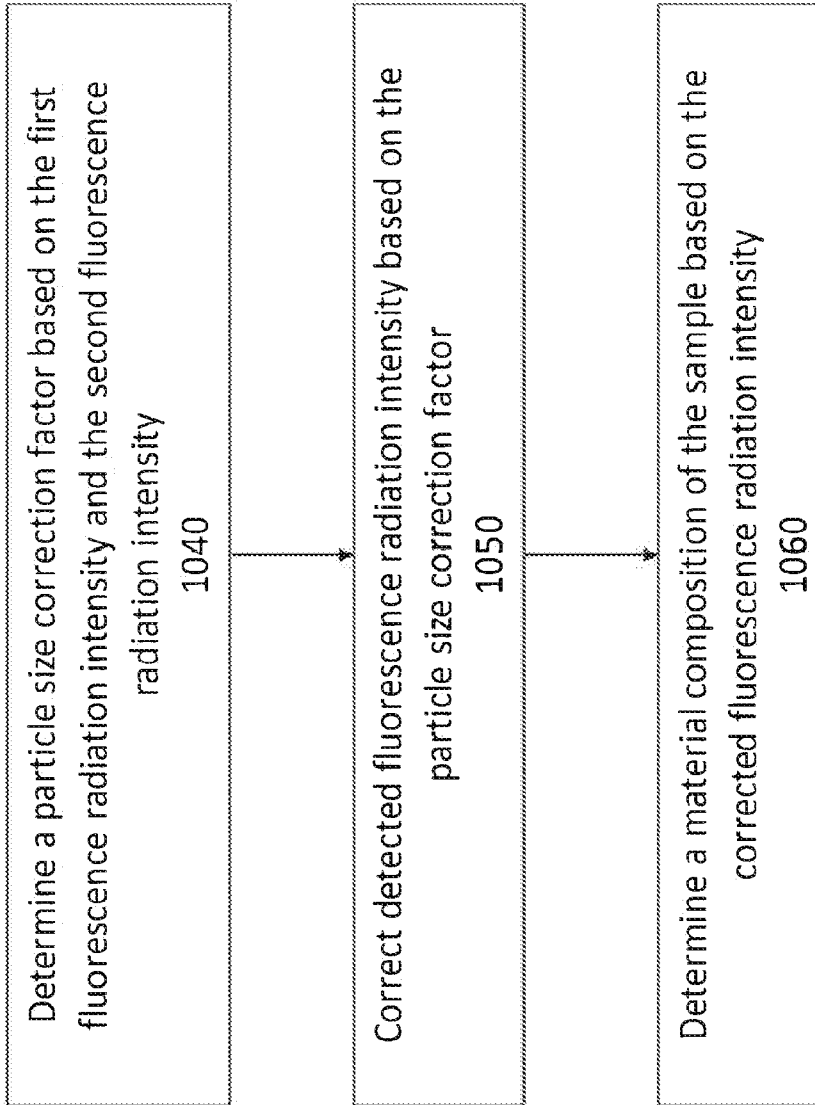 Determine a particle size correction factor based on the first
fluorescence radiation intensity and the second fluorescence
radiation intensity
1040
Correct detected fluorescence radiation intensity based on the
particle size correction factor
1050
Determine a material composition of the sample based on the
corrected fluorescence radiation intensity
1060